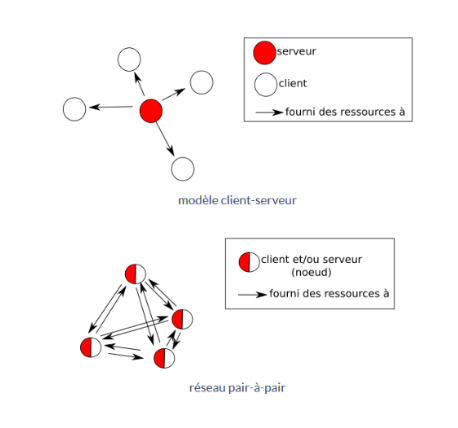 serveur
client
fourni des ressources à
modèle client-serveur
client et/ou serveur
(noeud)
fourni des ressources à
réseau pair-à-pair